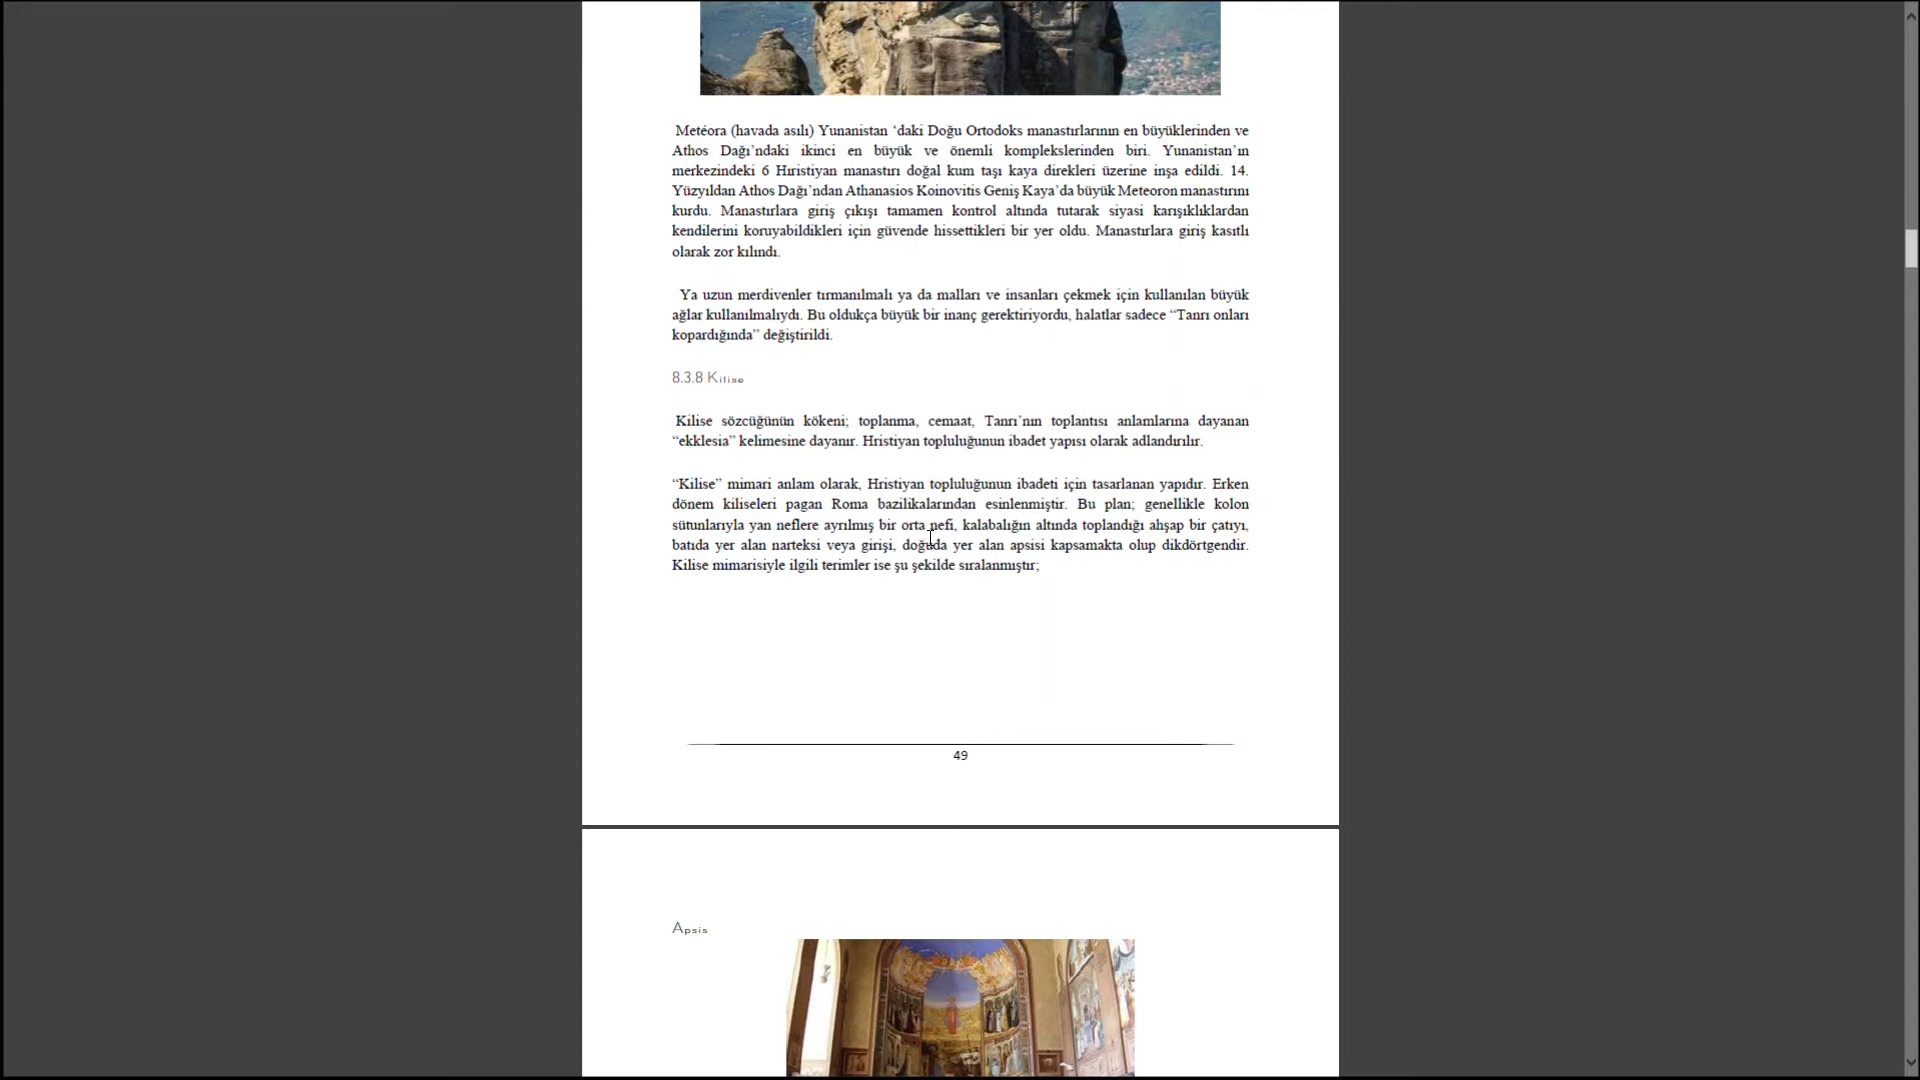 Metéora (havada asılı) Yunanistan ‘daki Doğu Ortodoks manastırlarının en büyüklerinden ve
Athos Dağı’ndaki ikinci en büyük ve önemli komplekslerinden biri. Yunanistan’ın
merkezindeki 6 Hıristiyan manastırı doğal kum taşı kaya direkleri üzerine inşa edildi. 14.
Yüzyıldan Athos Dağı’ndan Athanasios Koinovitis Geniş Kaya’da büyük Meteoron manastırını
kurdu. Manastırlara giriş çıkışı tamamen kontrol altında tutarak siyasi karışıklıklardan
kendilerini koruyabildikleri için güvende hissettikleri bir yer oldu. Manastırlara giriş kasıtlı
olarak zor kılındı.
Ya uzun merdivenler tırmanılmalı ya da malları ve insanları çekmek için kullanılan büyük
ağlar kullanılmalıydı. Bu oldukça büyük bir inanç gerektiriyordu, halatlar sadece “Tanrı onları
kopardığında” değiştirildi.
8.3.8 Kilise
Kilise sözcüğünün kökeni; toplanma, cemaat, Tanrı’nın toplantısı anlamlarına dayanan
“ekklesia” kelimesine dayanır. Hristiyan topluluğunun ibadet yapısı olarak adlandırılır.
“Kilise” mimari anlam olarak, Hristiyan topluluğunun ibadeti için tasarlanan yapıdır. Erken
dönem kiliseleri pagan Roma bazilikalarından esinlenmiştir. Bu plan; genellikle kolon
sütunlarıyla yan neflere ayrılmış bir orta nefi, kalabalığın altında toplandığı ahşap bir çatıyı,
batıda yer alan narteksi veya girişi, doğuda yer alan apsisi kapsamakta olup dikdörtgendir.
Kilise mimarisiyle ilgili terimler ise şu şekilde sıralanmıştır;
49
Apsis